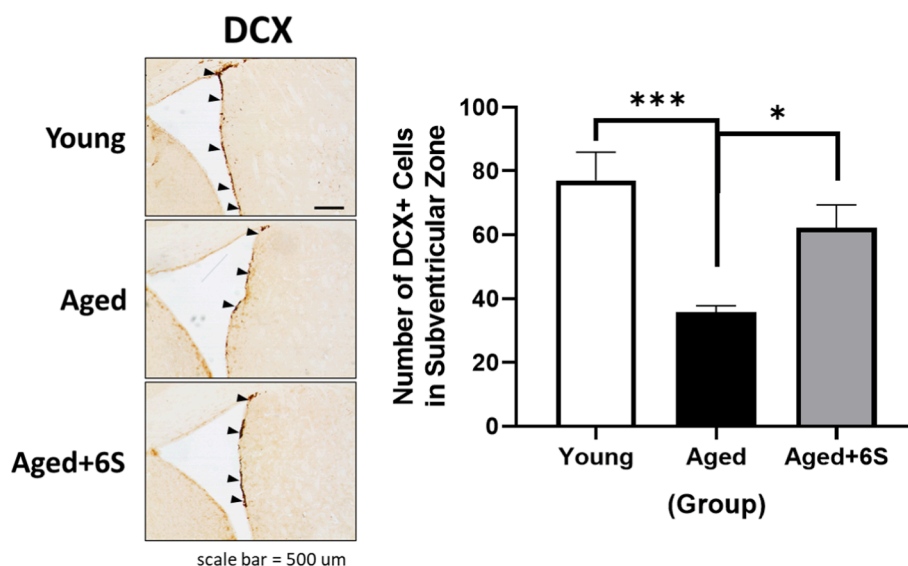 DCX
Young
Aged
Aged+6S
scale bar = 500 um
Number of DCX+ Cells
in Subventricular Zone
100
80
60
40
20
0
***
*
Young Aged Aged+6S
(Group)